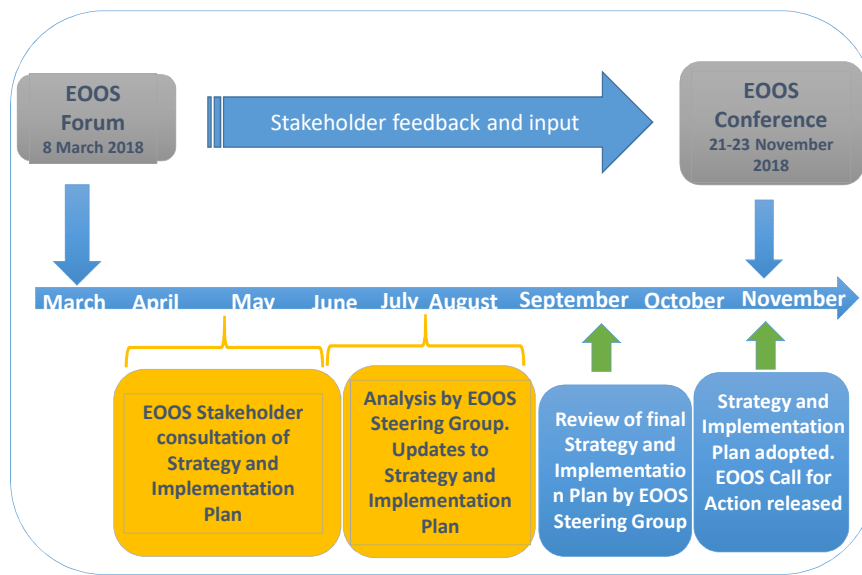 EOOS
Forum
8 March 2018
Stakeholder feedback and input
EOOS
Conference
21-23 November
2018
March April May June July August September October November
EOOS Stakeholder
consultation of
Strategy and
Implementation
Plan
Analysis by EOOS
Steering Group.
Updates to
Strategy and
Implementation
Plan
Review of final
Strategy and
Implementatio
n Plan by EOOS
Steering Group
Strategy and
Implementation
Plan adopted.
EOOS Call for
Action released